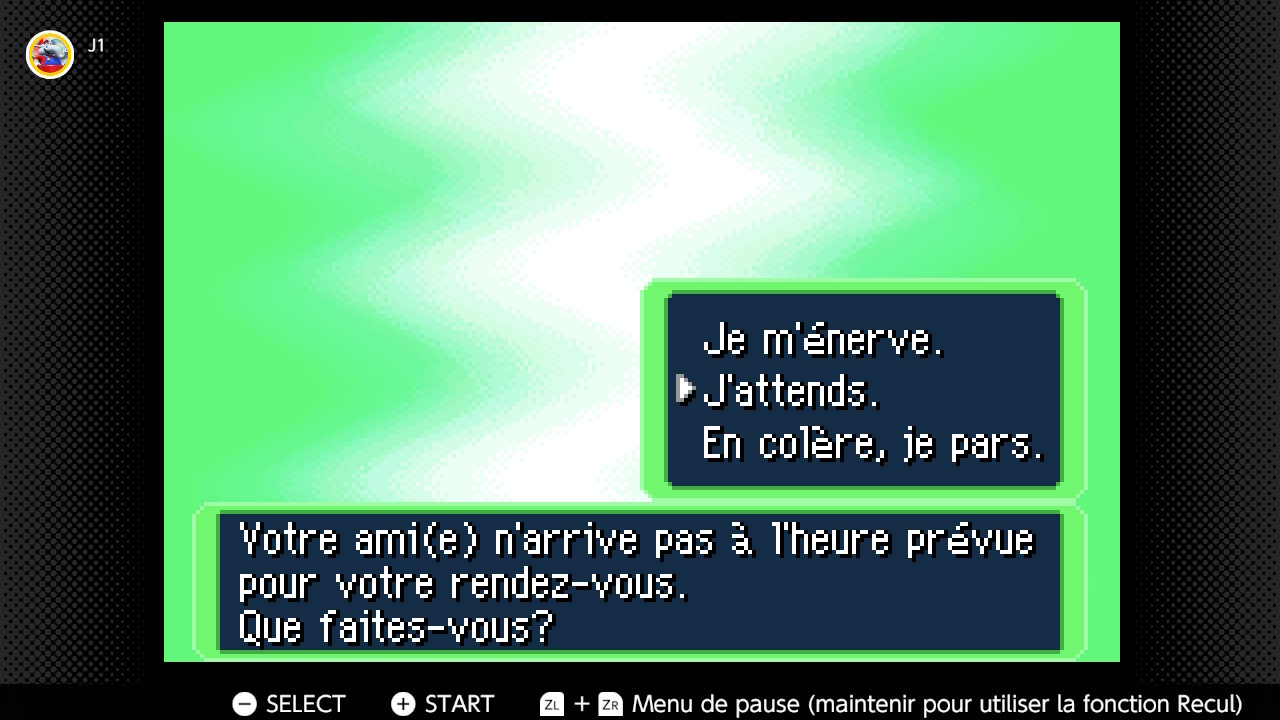 J1
Je m'énerve.
J'attends.
En colère, je pars.
Votre ami(e) n'arrive pas à l'heure prévue
pour votre rendez-vous.
Que faites-vous?
SELECT START ZL + ZR Menu de pause (maintenir pour utiliser la fonction Recul)